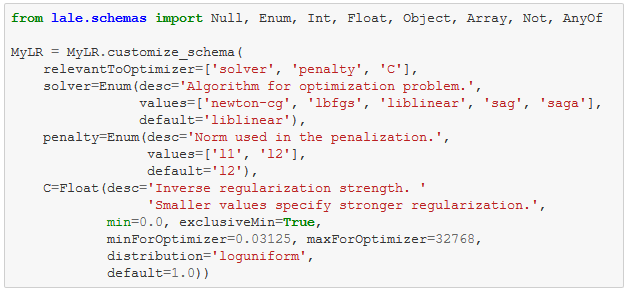 from lale.schemas import Null, Enum, Int, Float, Object, Array, Not, AnyOf

MyLR = MyLR.customize_schema(
    relevantToOptimizer=['solver', 'penalty', 'C'],
    solver=Enum(desc='Algorithm for optimization problem.',
                values=['newton-cg', 'lbfgs', 'liblinear', 'sag', 'saga'],
                default='liblinear'),
    penalty=Enum(desc='Norm used in the penalization.',
                 values=['l1', 'l2'],
                 default='l2'),
    C=Float(desc='Inverse regularization strength. '
                 'Smaller values specify stronger regularization.',
            min=0.0, exclusiveMin=True,
            minForOptimizer=0.03125, maxForOptimizer=32768,
            distribution='loguniform',
            default=1.0))